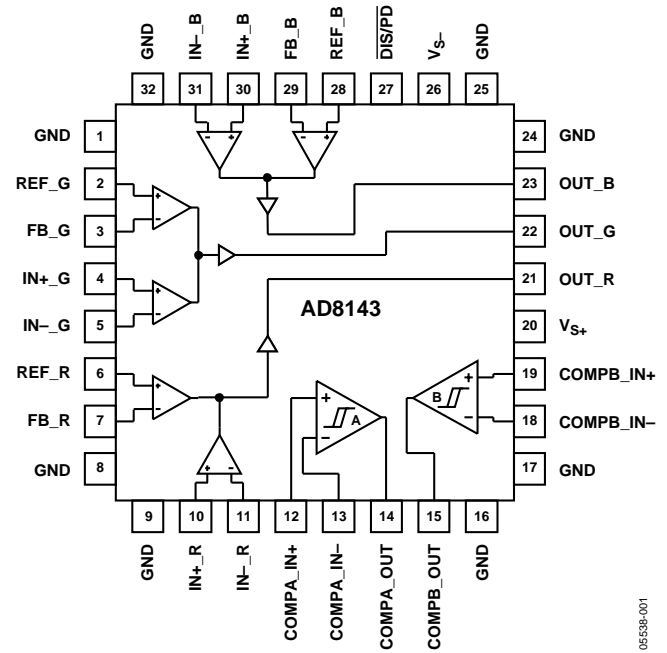 GND
IN–_B
IN+_B
FB_B
REF_B
DIS/PD
VS–
GND
32
31
30
29
28
27
26
25
GND 1
REF_G 2
FB_G 3
IN+_G 4
IN–_G 5
REF_R 6
FB_R 7
GND 8
24 GND
23 OUT_B
22 OUT_G
21 OUT_R
20 VS+
19 COMPB_IN+
18 COMPB_IN–
17 GND
– +
– +
+
–
+
–
+
–
+ –
AD8143
+
–
A
B
+
–
9
10
11
12
13
14
15
16
GND
IN+_R
IN–_R
COMPA_IN+
COMPA_IN–
COMPA_OUT
COMPB_OUT
GND
05538-001